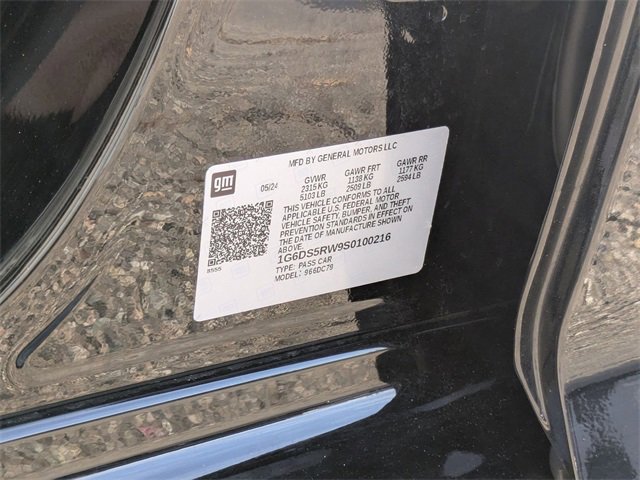 MFD BY GENERAL MOTORS LLC
gm
05/24
GVWR GAWR FRT GAWR RR
2315 KG 1138 KG 1177 KG
5103 LB 2509 LB 2594 LB
THIS VEHICLE CONFORMS TO ALL
APPLICABLE U.S. FEDERAL MOTOR
VEHICLE SAFETY, BUMPER, AND THEFT
PREVENTION STANDARDS IN EFFECT ON
THE DATE OF MANUFACTURE SHOWN
ABOVE.
1G6DS5RW9S0100216
8555
TYPE: PASS CAR
MODEL: 966DC79